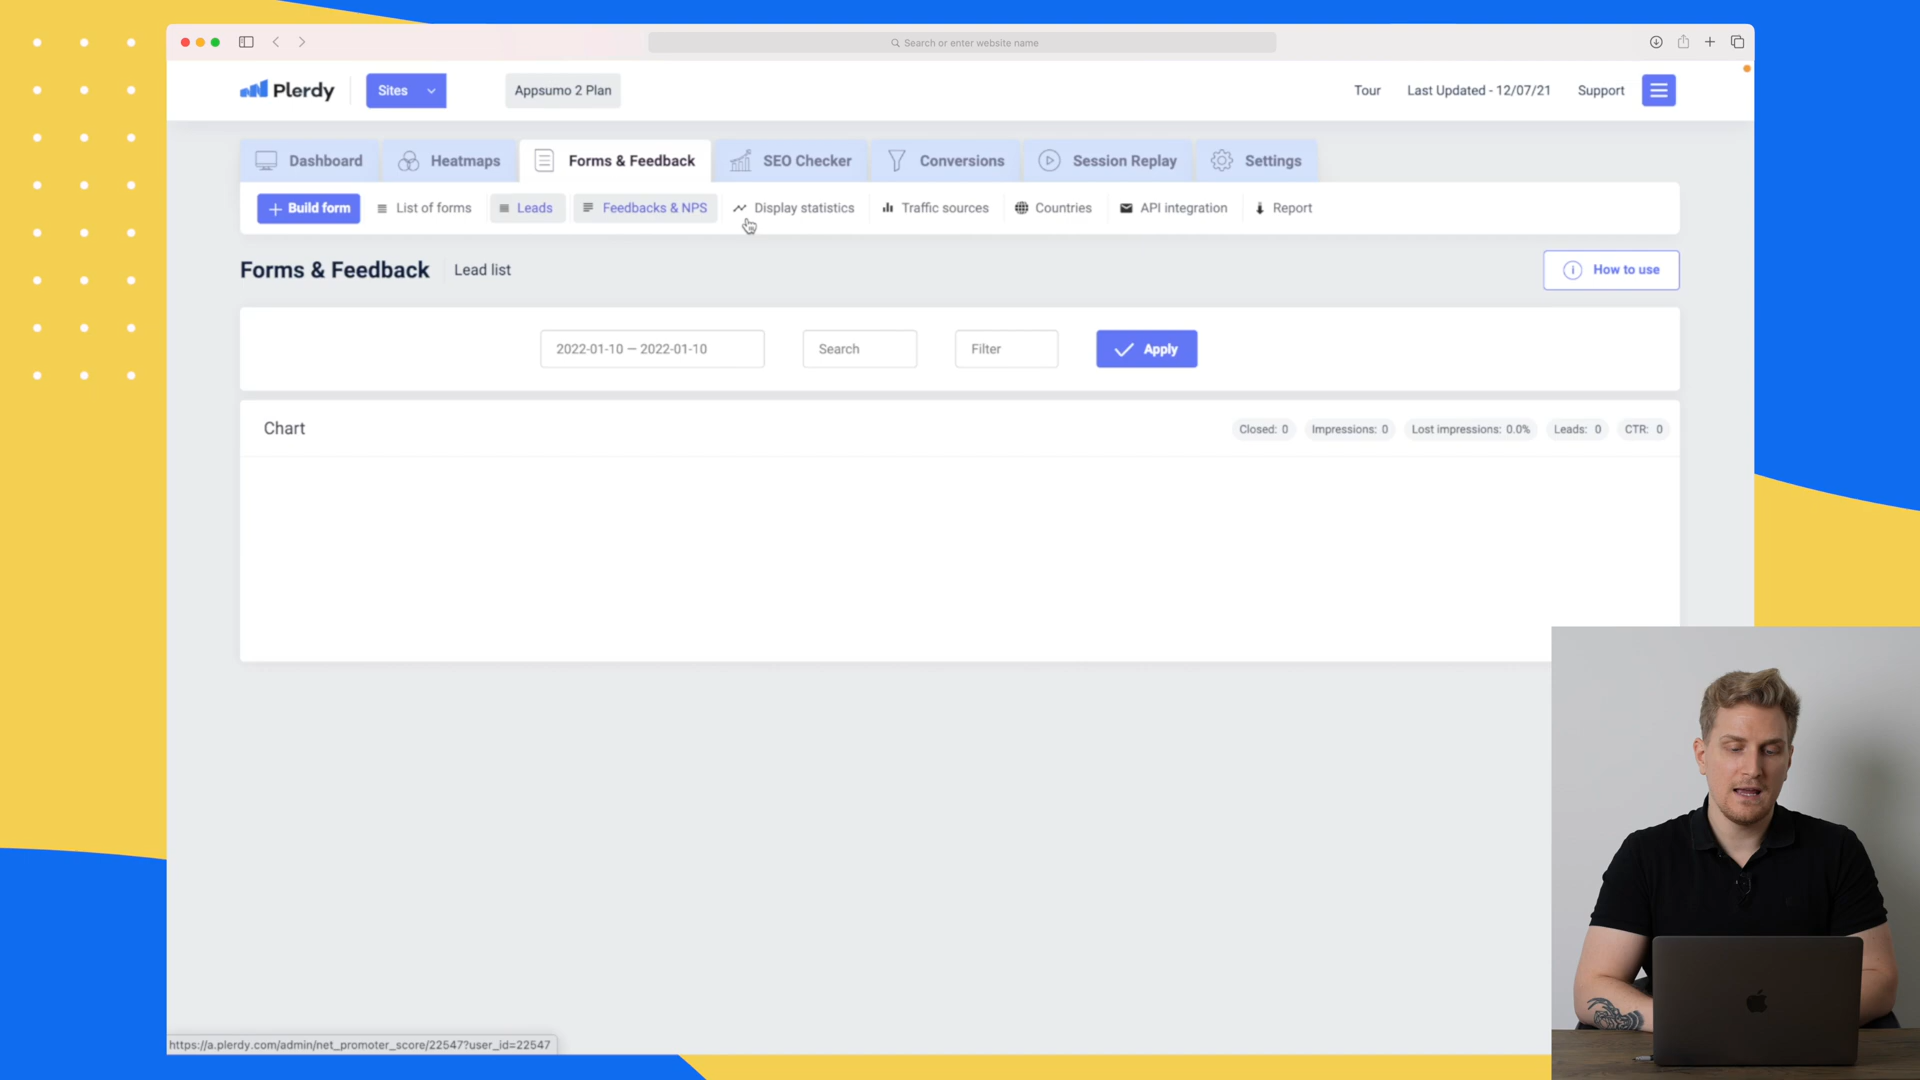 Search or enter website name
Plerdy
Sites
Appsumo 2 Plan
Tour
Last Updated - 12/07/21
Support
Dashboard
Heatmaps
Forms & Feedback
SEO Checker
Conversions
Session Replay
Settings
+ Build form
List of forms
Leads
Feedbacks & NPS
Display statistics
Traffic sources
Countries
API integration
Report
Forms & Feedback
Lead list
How to use
2022-01-10 — 2022-01-10
Search
Filter
Apply
Chart
Closed: 0
Impressions: 0
Lost impressions: 0.0%
Leads: 0
CTR: 0
https://a.plerdy.com/admin/net_promoter_score/22547?user_id=22547